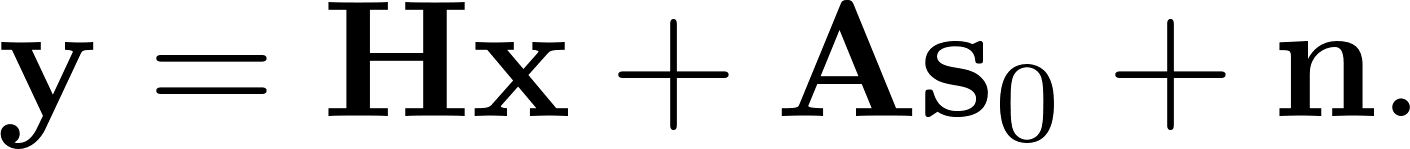 y = Hx + As₀ + n.